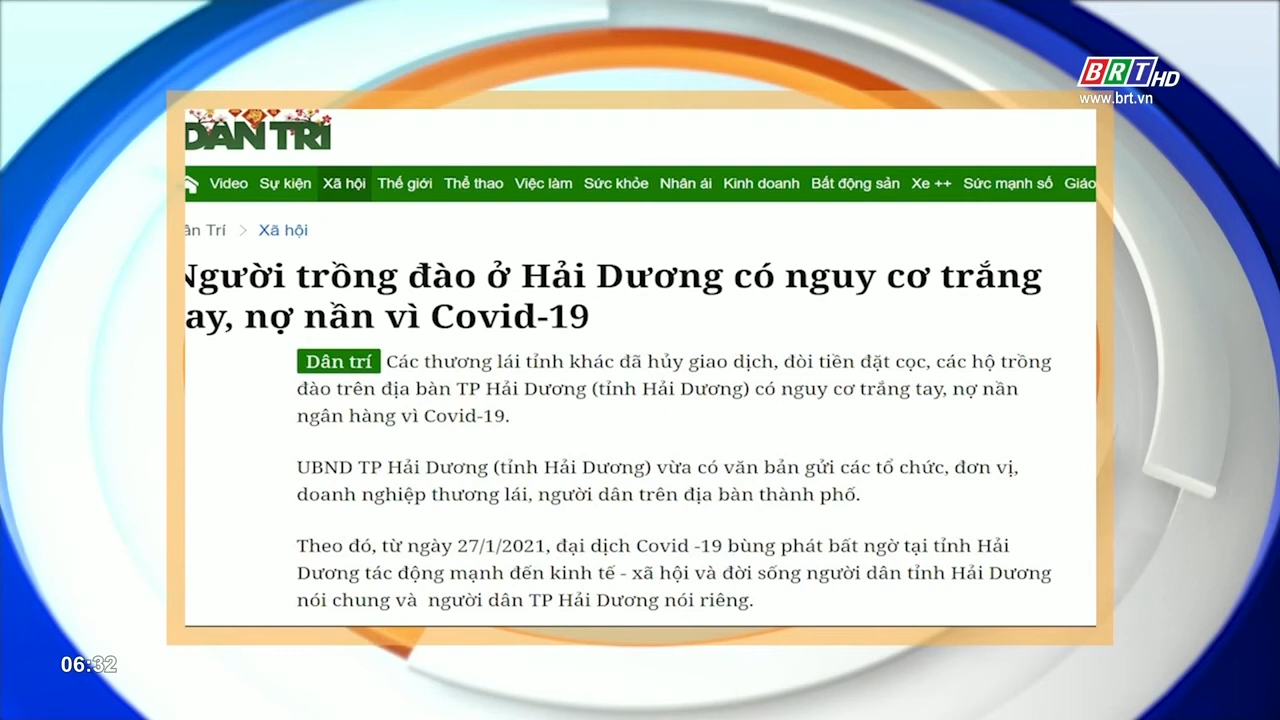 BRT HD
www.brt.vn
DÂN TRÍ
Video Sự kiện Xã hội Thế giới Thể thao Việc làm Sức khỏe Nhân ái Kinh doanh Bất động sản Xe ++ Sức mạnh số Giáo
ân Trí > Xã hội
Người trồng đào ở Hải Dương có nguy cơ trắng
ay, nợ nần vì Covid-19
Dân trí Các thương lái tỉnh khác đã hủy giao dịch, đòi tiền đặt cọc, các hộ trồng
đào trên địa bàn TP Hải Dương (tỉnh Hải Dương) có nguy cơ trắng tay, nợ nần
ngân hàng vì Covid-19.
UBND TP Hải Dương (tỉnh Hải Dương) vừa có văn bản gửi các tổ chức, đơn vị,
doanh nghiệp thương lái, người dân trên địa bàn thành phố.
Theo đó, từ ngày 27/1/2021, đại dịch Covid -19 bùng phát bất ngờ tại tỉnh Hải
Dương tác động mạnh đến kinh tế - xã hội và đời sống người dân tỉnh Hải Dương
nói chung và người dân TP Hải Dương nói riêng.
06:32